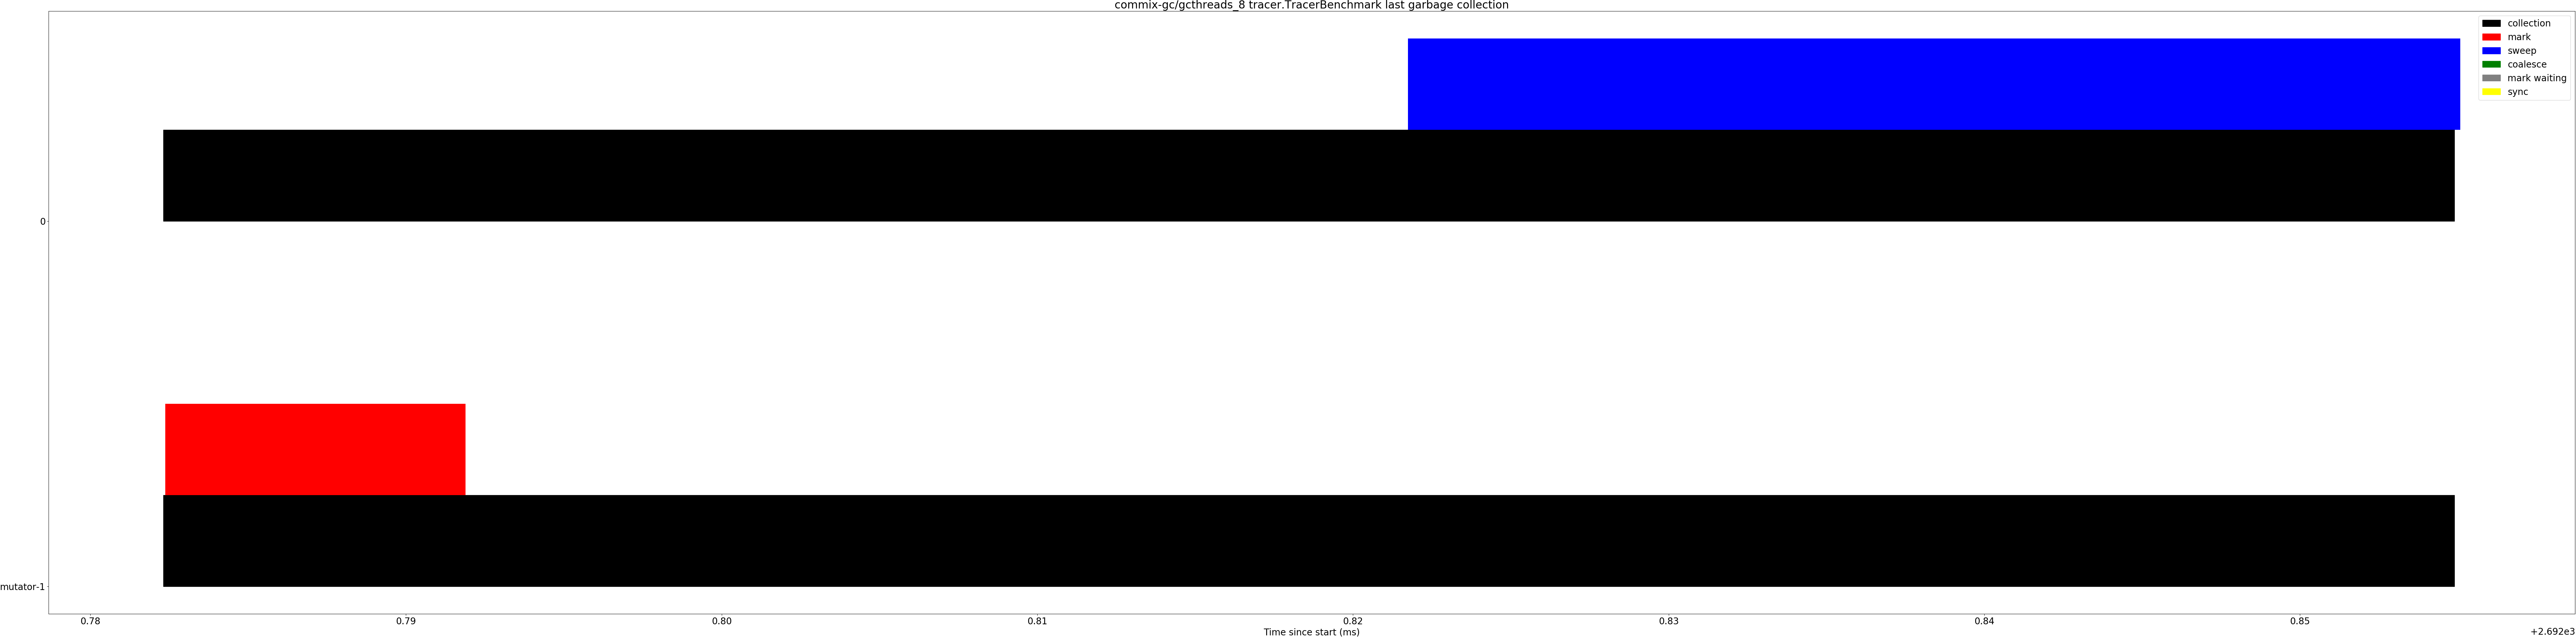 commix-gc/gcthreads_8 tracer.TracerBenchmark last garbage collection
collection
mark
sweep
coalesce
mark waiting
sync
0
mutator-1
0.78 0.79 0.80 0.81 0.82 0.83 0.84 0.85
Time since start (ms)
+2.692e3